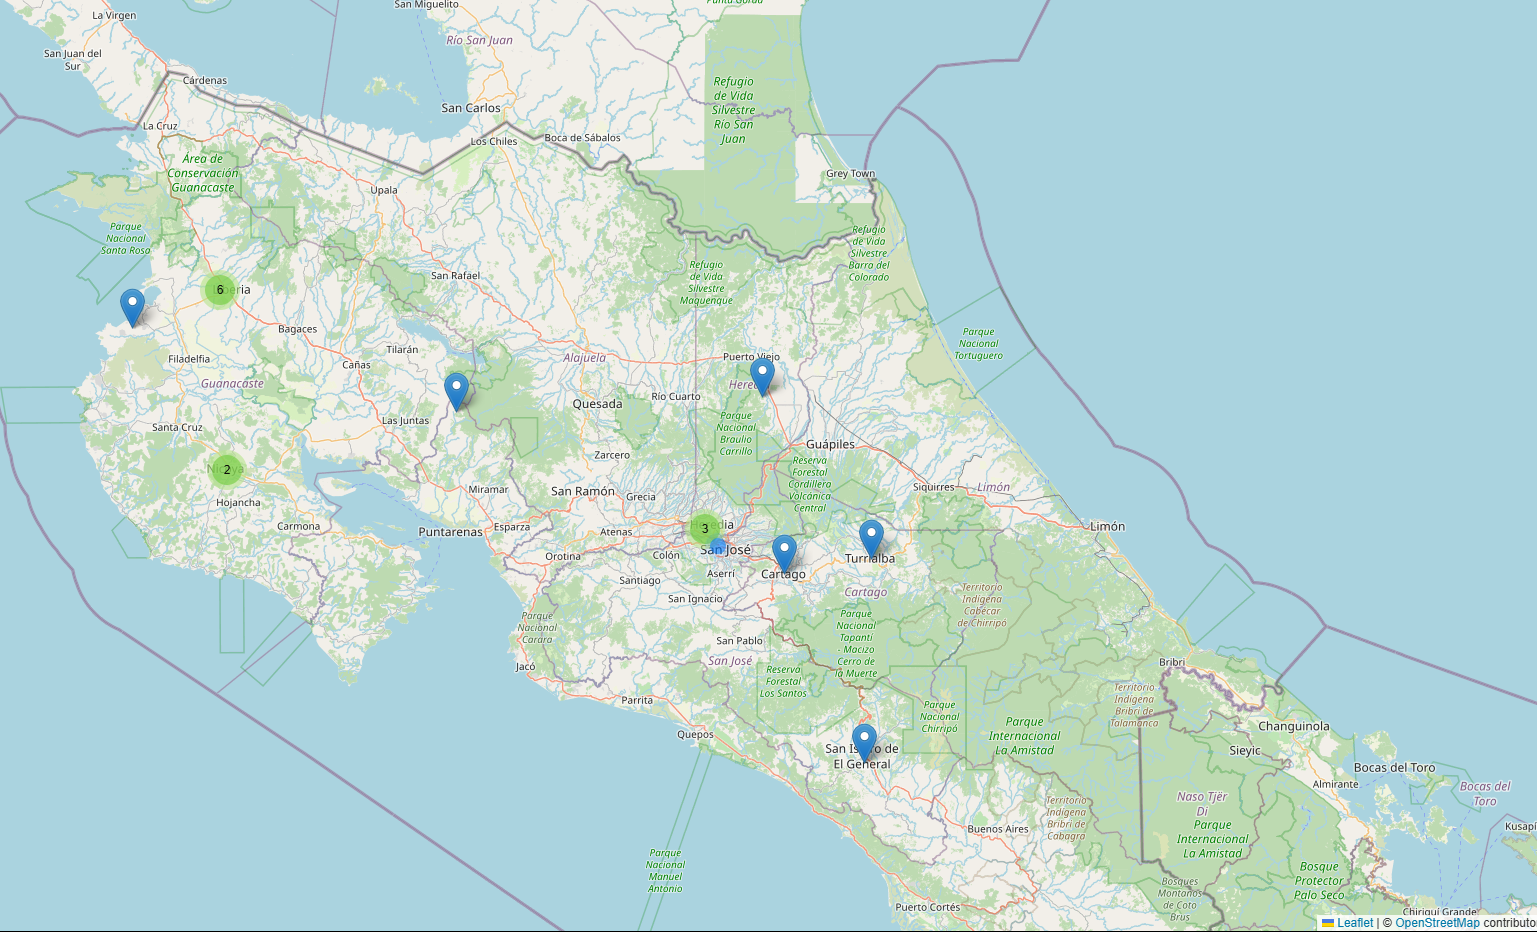 Punta Gorda
San Miguelito
La Virgen
Río San Juan
San Juan del
Sur
Cárdenas
Refugio
de Vida
Silvestre
Río San
Juan
San Carlos
La Cruz
Los Chiles
Boca de Sábalos
Área de
Conservación
Guanacaste
Grey Town
Upala
Parque
Nacional
Santa Rosa
Refugio
de Vida
Silvestre
Barra del
Colorado
San Rafael
Refugio
de Vida
Silvestre
Maquenque
6
Liberia
Bagaces
Parque
Nacional
Tortuguero
Tilarán
Filadelfia
Cañas
Alajuela
Puerto Viejo
Guanacaste
Heredia
Río Cuarto
Quesada
Las Juntas
Santa Cruz
Parque
Nacional
Braulio
Carrillo
Guápiles
Zarcero
2
Nicoya
Reserva
Forestal
Cordillera
Volcánica
Central
Miramar
San Ramón
Grecia
Siquirres
Limón
Hojancha
Carmona
Esparza
Puntarenas
Atenas
3
Heredia
Limón
San José
Orotina
Colón
Turrialba
Aserrí
Cartago
Santiago
San Ignacio
Cartago
Territorio
Indígena
Cabécar
de Chirripó
Parque
Nacional
Carara
Parque
Nacional
Tapantí
- Macizo
Cerro de
la Muerte
San Pablo
San José
Jacó
Bribri
Reserva
Forestal
Los Santos
Territorio
Indígena
Bribri de
Talamanca
Parrita
Parque
Nacional
Chirripó
Parque
Internacional
La Amistad
Quepos
Changuinola
San Isidro de
El General
Sieyic
Bocas del Toro
Almirante
Bocas del
Toro
Naso Tjër
Di
Parque
Internacional
La Amistad
Territorio
Indígena
Bribri de
Cabagra
Buenos Aires
Kusapí
Parque
Nacional
Manuel
Antonio
Bosque
Protector
Palo Seco
Bosques
Montanos
de Coto
Brus
Puerto Cortés
Chiriquí Grande
Leaflet | © OpenStreetMap contributo